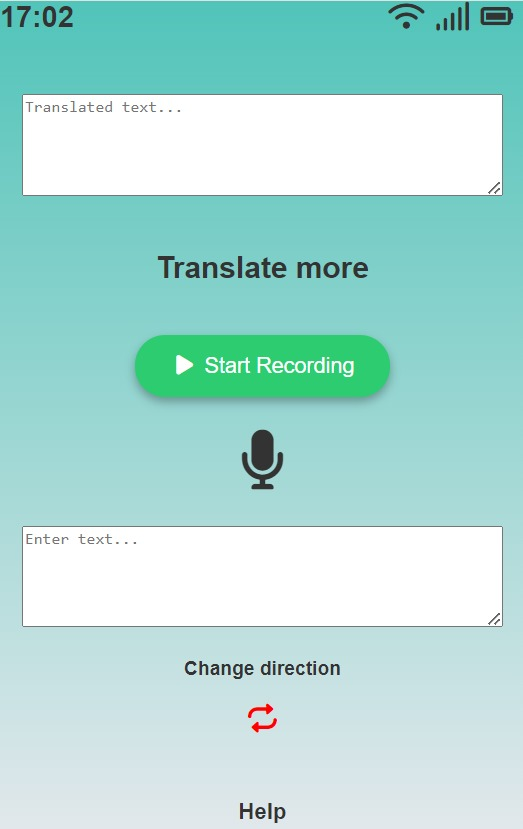 17:02
Translated text...
Translate more
Start Recording
Enter text...
Change direction
Help